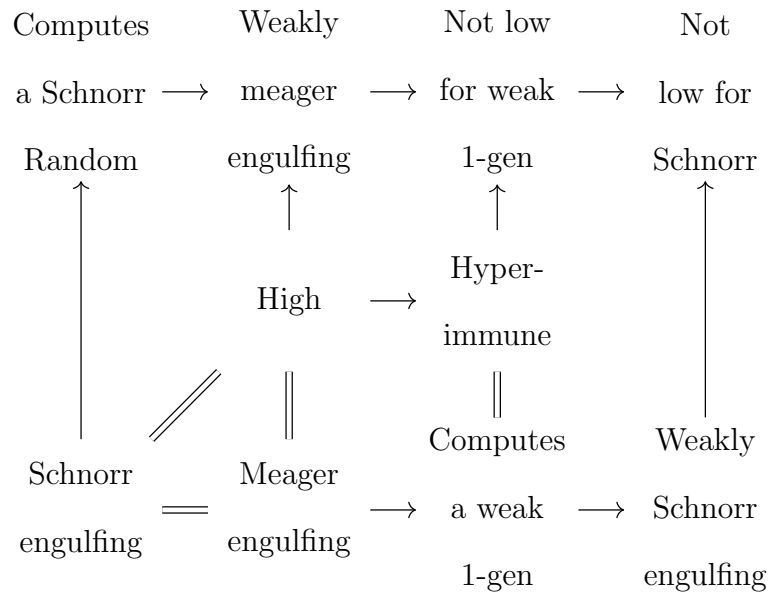 Computes
a Schnorr
Random
Weakly
meager
engulfing
Not low
for weak
1-gen
Not
low for
Schnorr
High
Hyper-
immune
Schnorr
engulfing
Meager
engulfing
Computes
a weak
1-gen
Weakly
Schnorr
engulfing